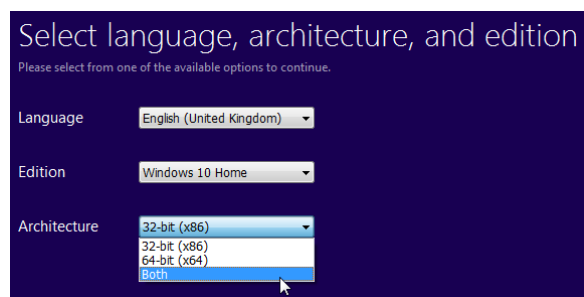 Select language, architecture, and edition
Please select from one of the available options to continue.
Language English (United Kingdom)
Edition Windows 10 Home
Architecture 32-bit (x86)
32-bit (x86)
64-bit (x64)
Both